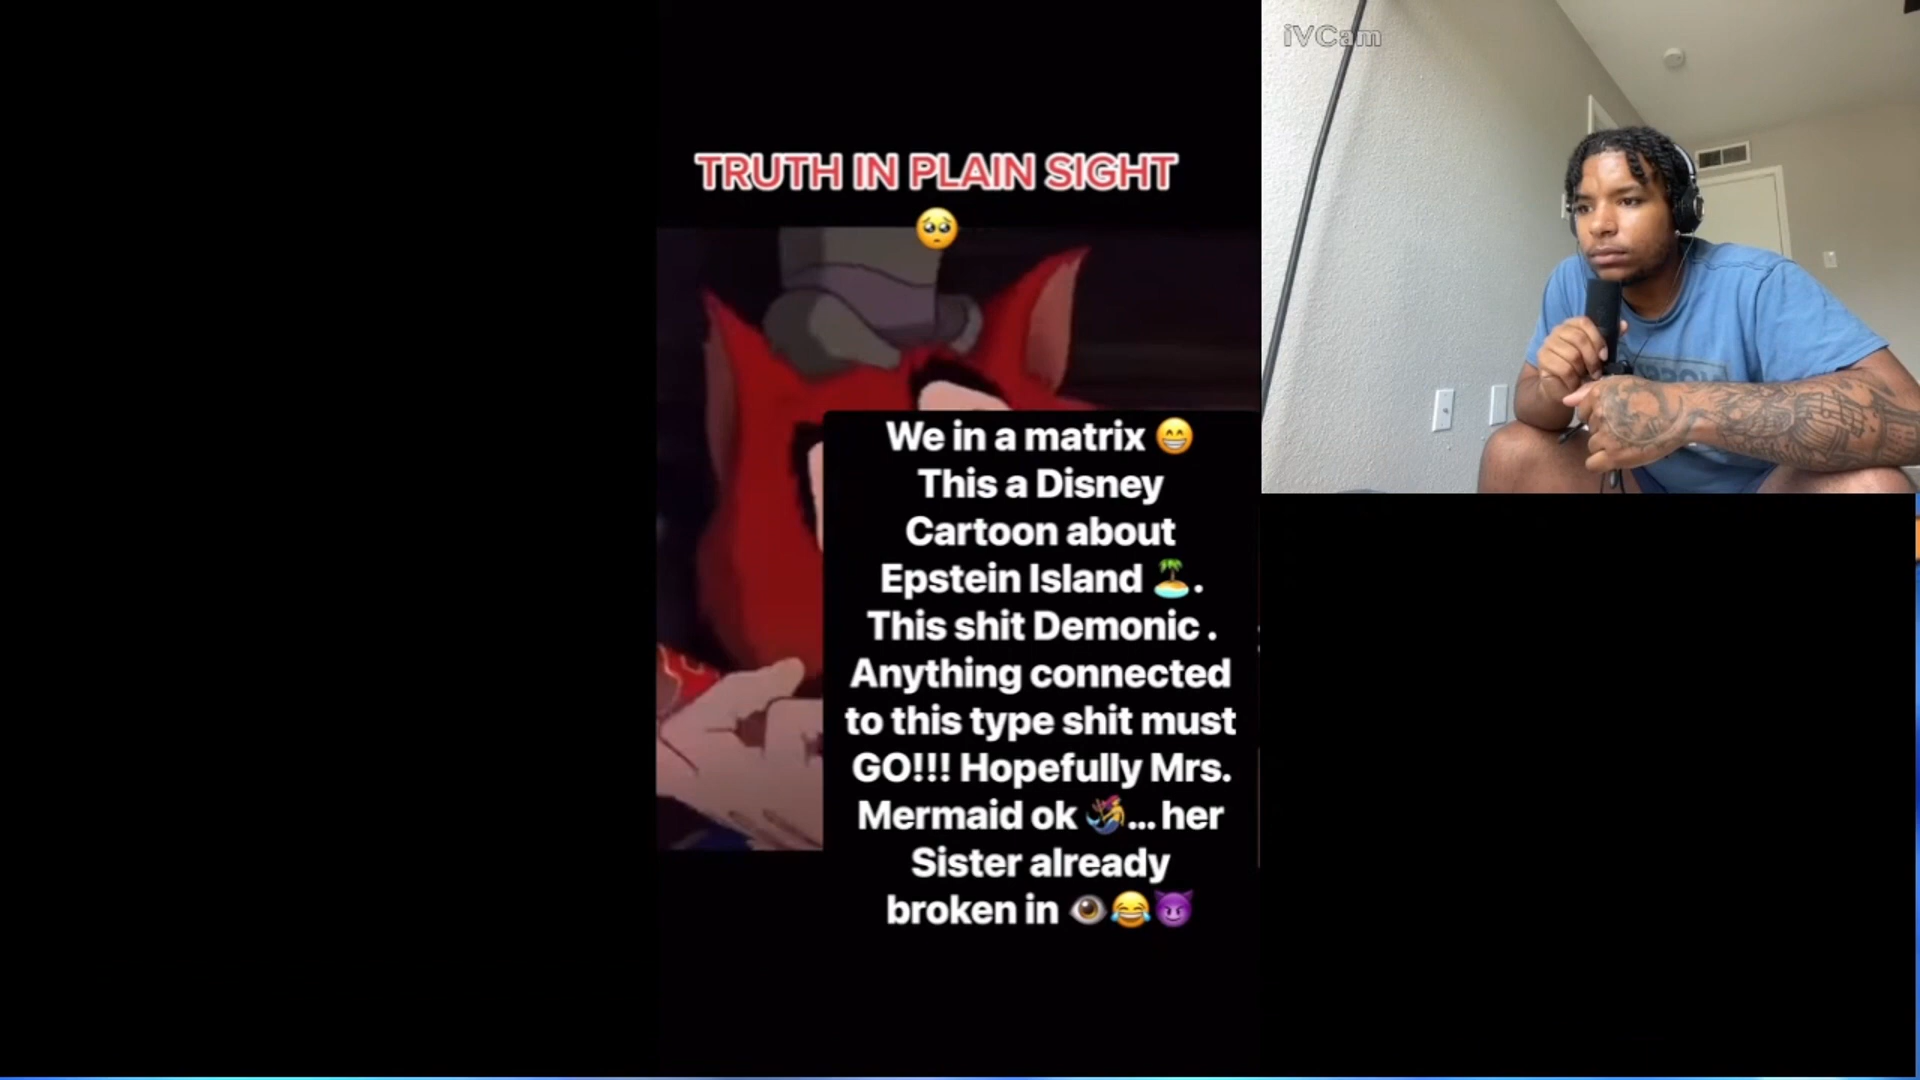 TRUTH IN PLAIN SIGHT
🥺
We in a matrix 😁
This a Disney
Cartoon about
Epstein Island 🏝️.
This shit Demonic .
Anything connected
to this type shit must
GO!!! Hopefully Mrs.
Mermaid ok 🧜‍♀️... her
Sister already
broken in 👁️😂😈
iVCam